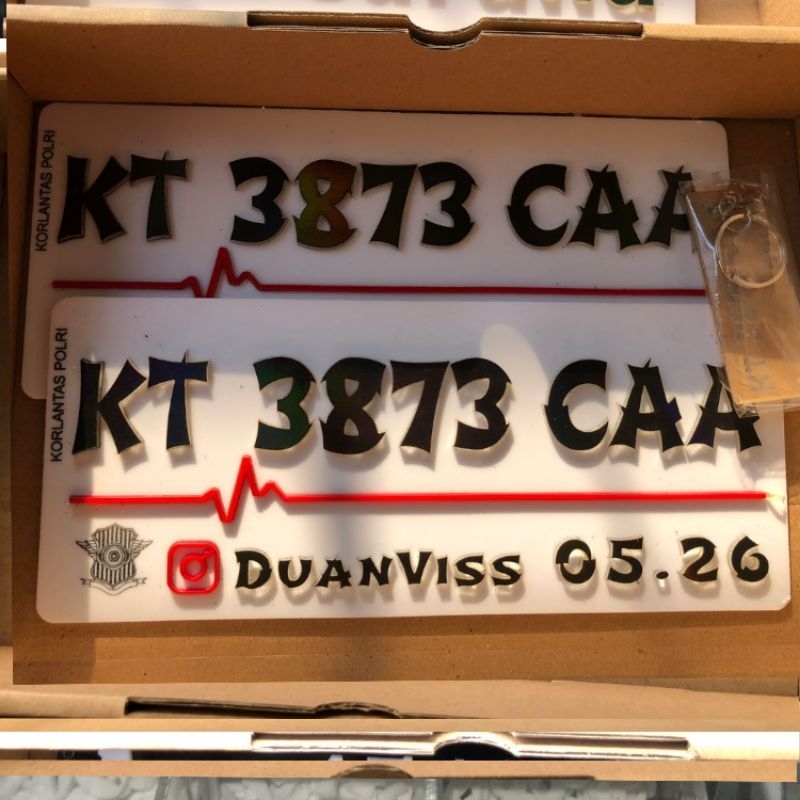 KORLANTAS POLRI
KT 3873 CAA
KORLANTAS POLRI
KT 3873 CAA
DUANVISS 05.26